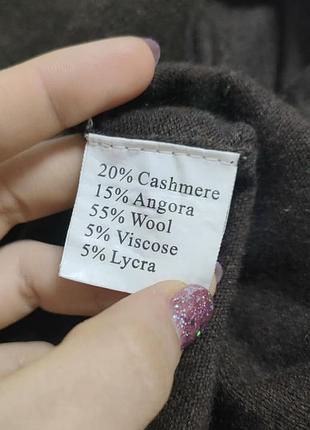 20% Cashmere
15% Angora
55% Wool
5% Viscose
5% Lycra